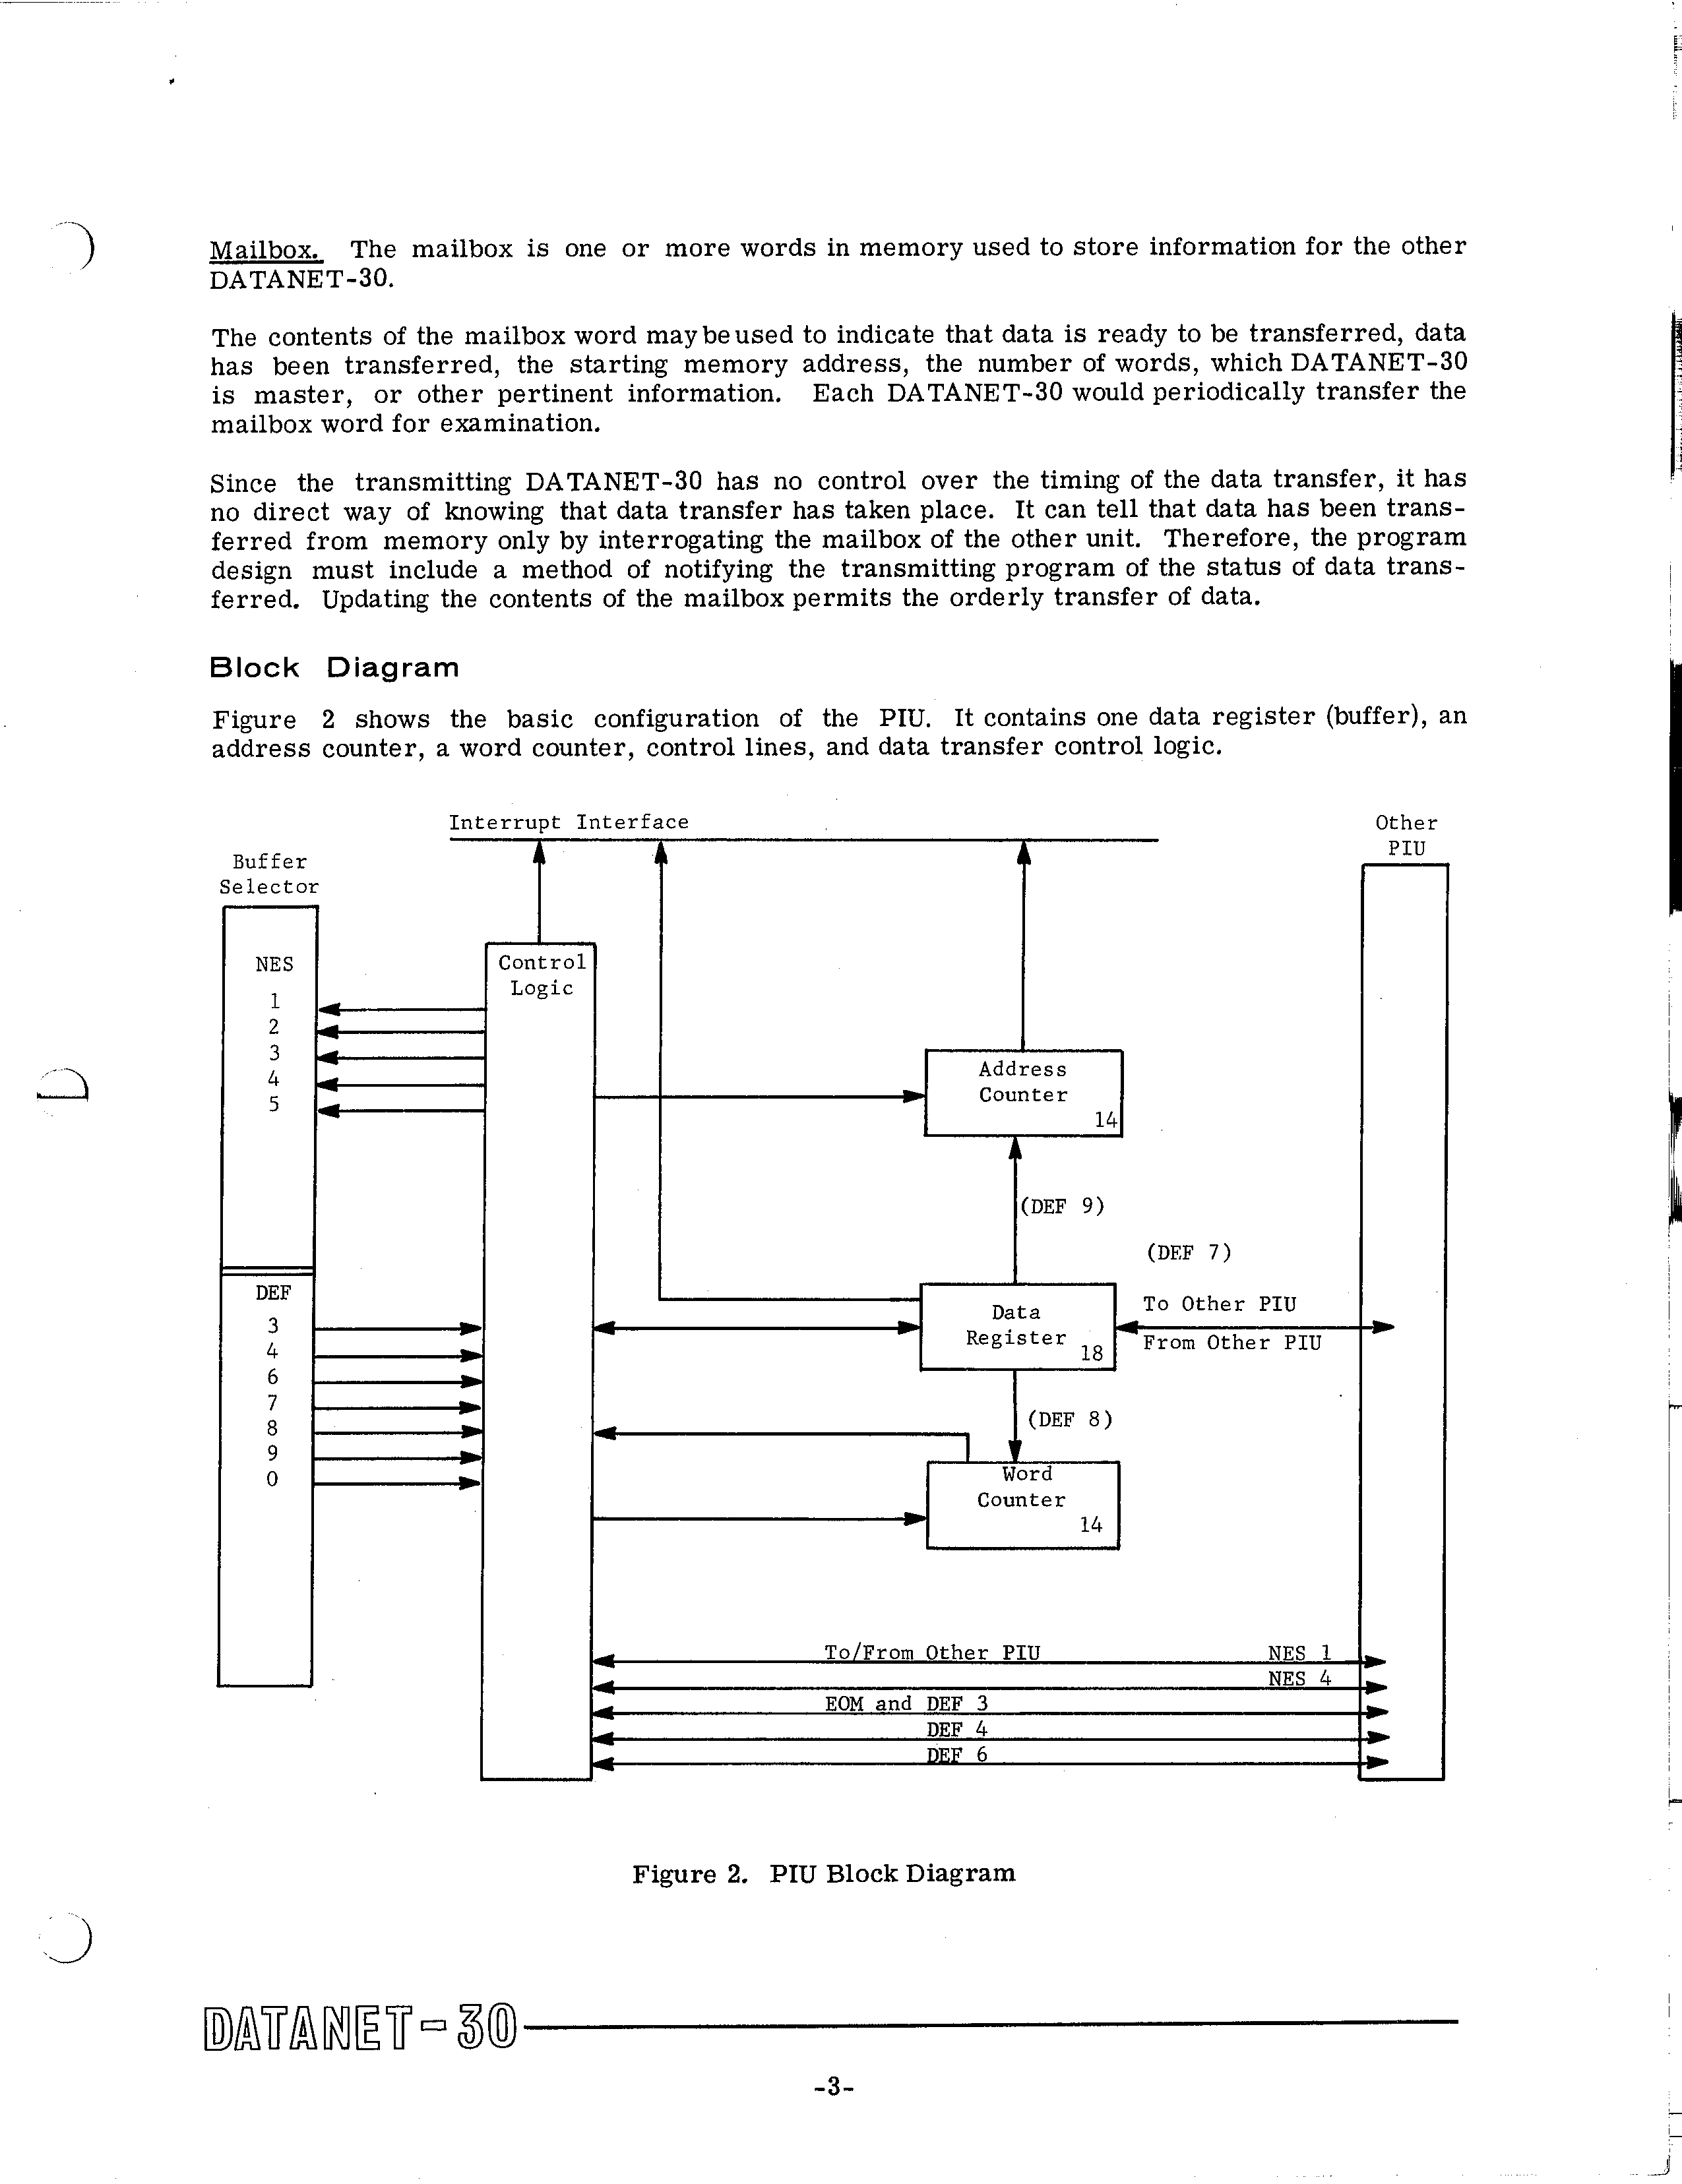 Mailbox. The mailbox is one or more words in memory used to store information for the other
DATANET-30.
The contents of the mailbox word may be used to indicate that data is ready to be transferred, data
has been transferred, the starting memory address, the number of words, which DATANET-30
is master, or other pertinent information. Each DATANET-30 would periodically transfer the
mailbox word for examination.
Since the transmitting DATANET-30 has no control over the timing of the data transfer, it has
no direct way of knowing that data transfer has taken place. It can tell that data has been trans-
ferred from memory only by interrogating the mailbox of the other unit. Therefore, the program
design must include a method of notifying the transmitting program of the status of data trans-
ferred. Updating the contents of the mailbox permits the orderly transfer of data.
Block Diagram
Figure 2 shows the basic configuration of the PIU. It contains one data register (buffer), an
address counter, a word counter, control lines, and data transfer control logic.
Interrupt Interface
Other
PIU
Buffer
Selector
NES
1
2
3
4
5
Control
Logic
Address
Counter
14
(DEF 9)
(DEF 7)
DEF
3
4
6
7
8
9
0
Data
Register
18
To Other PIU
From Other PIU
(DEF 8)
Word
Counter
14
To/From Other PIU NES 1
NES 4
EOM and DEF 3
DEF 4
DEF 6
Figure 2. PIU Block Diagram
DATANET-30
-3-